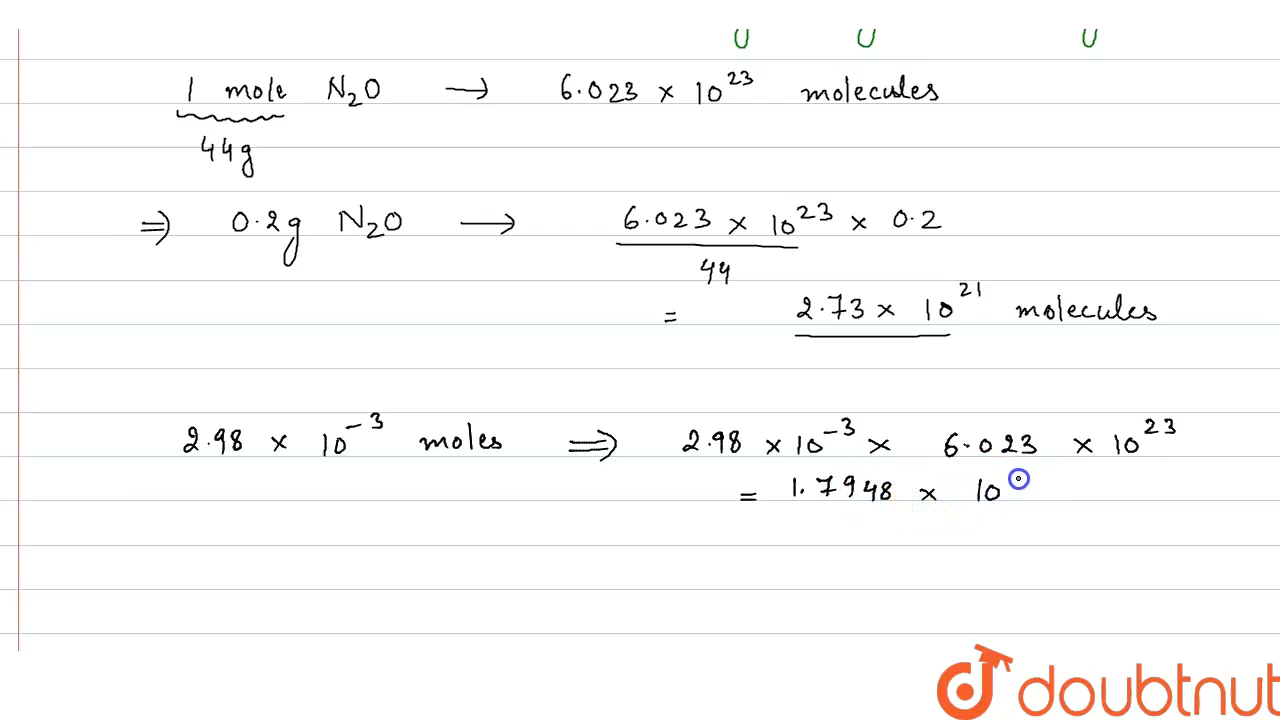 1 mole N₂O → 6.023 × 10²³ molecules
44g
⇒ 0.2g N₂O → 6.023 × 10²³ × 0.2
44
= 2.73 × 10²¹ molecules
2.98 × 10⁻³ moles ⇒ 2.98 × 10⁻³ × 6.023 × 10²³
= 1.7948 × 10
doubtnut